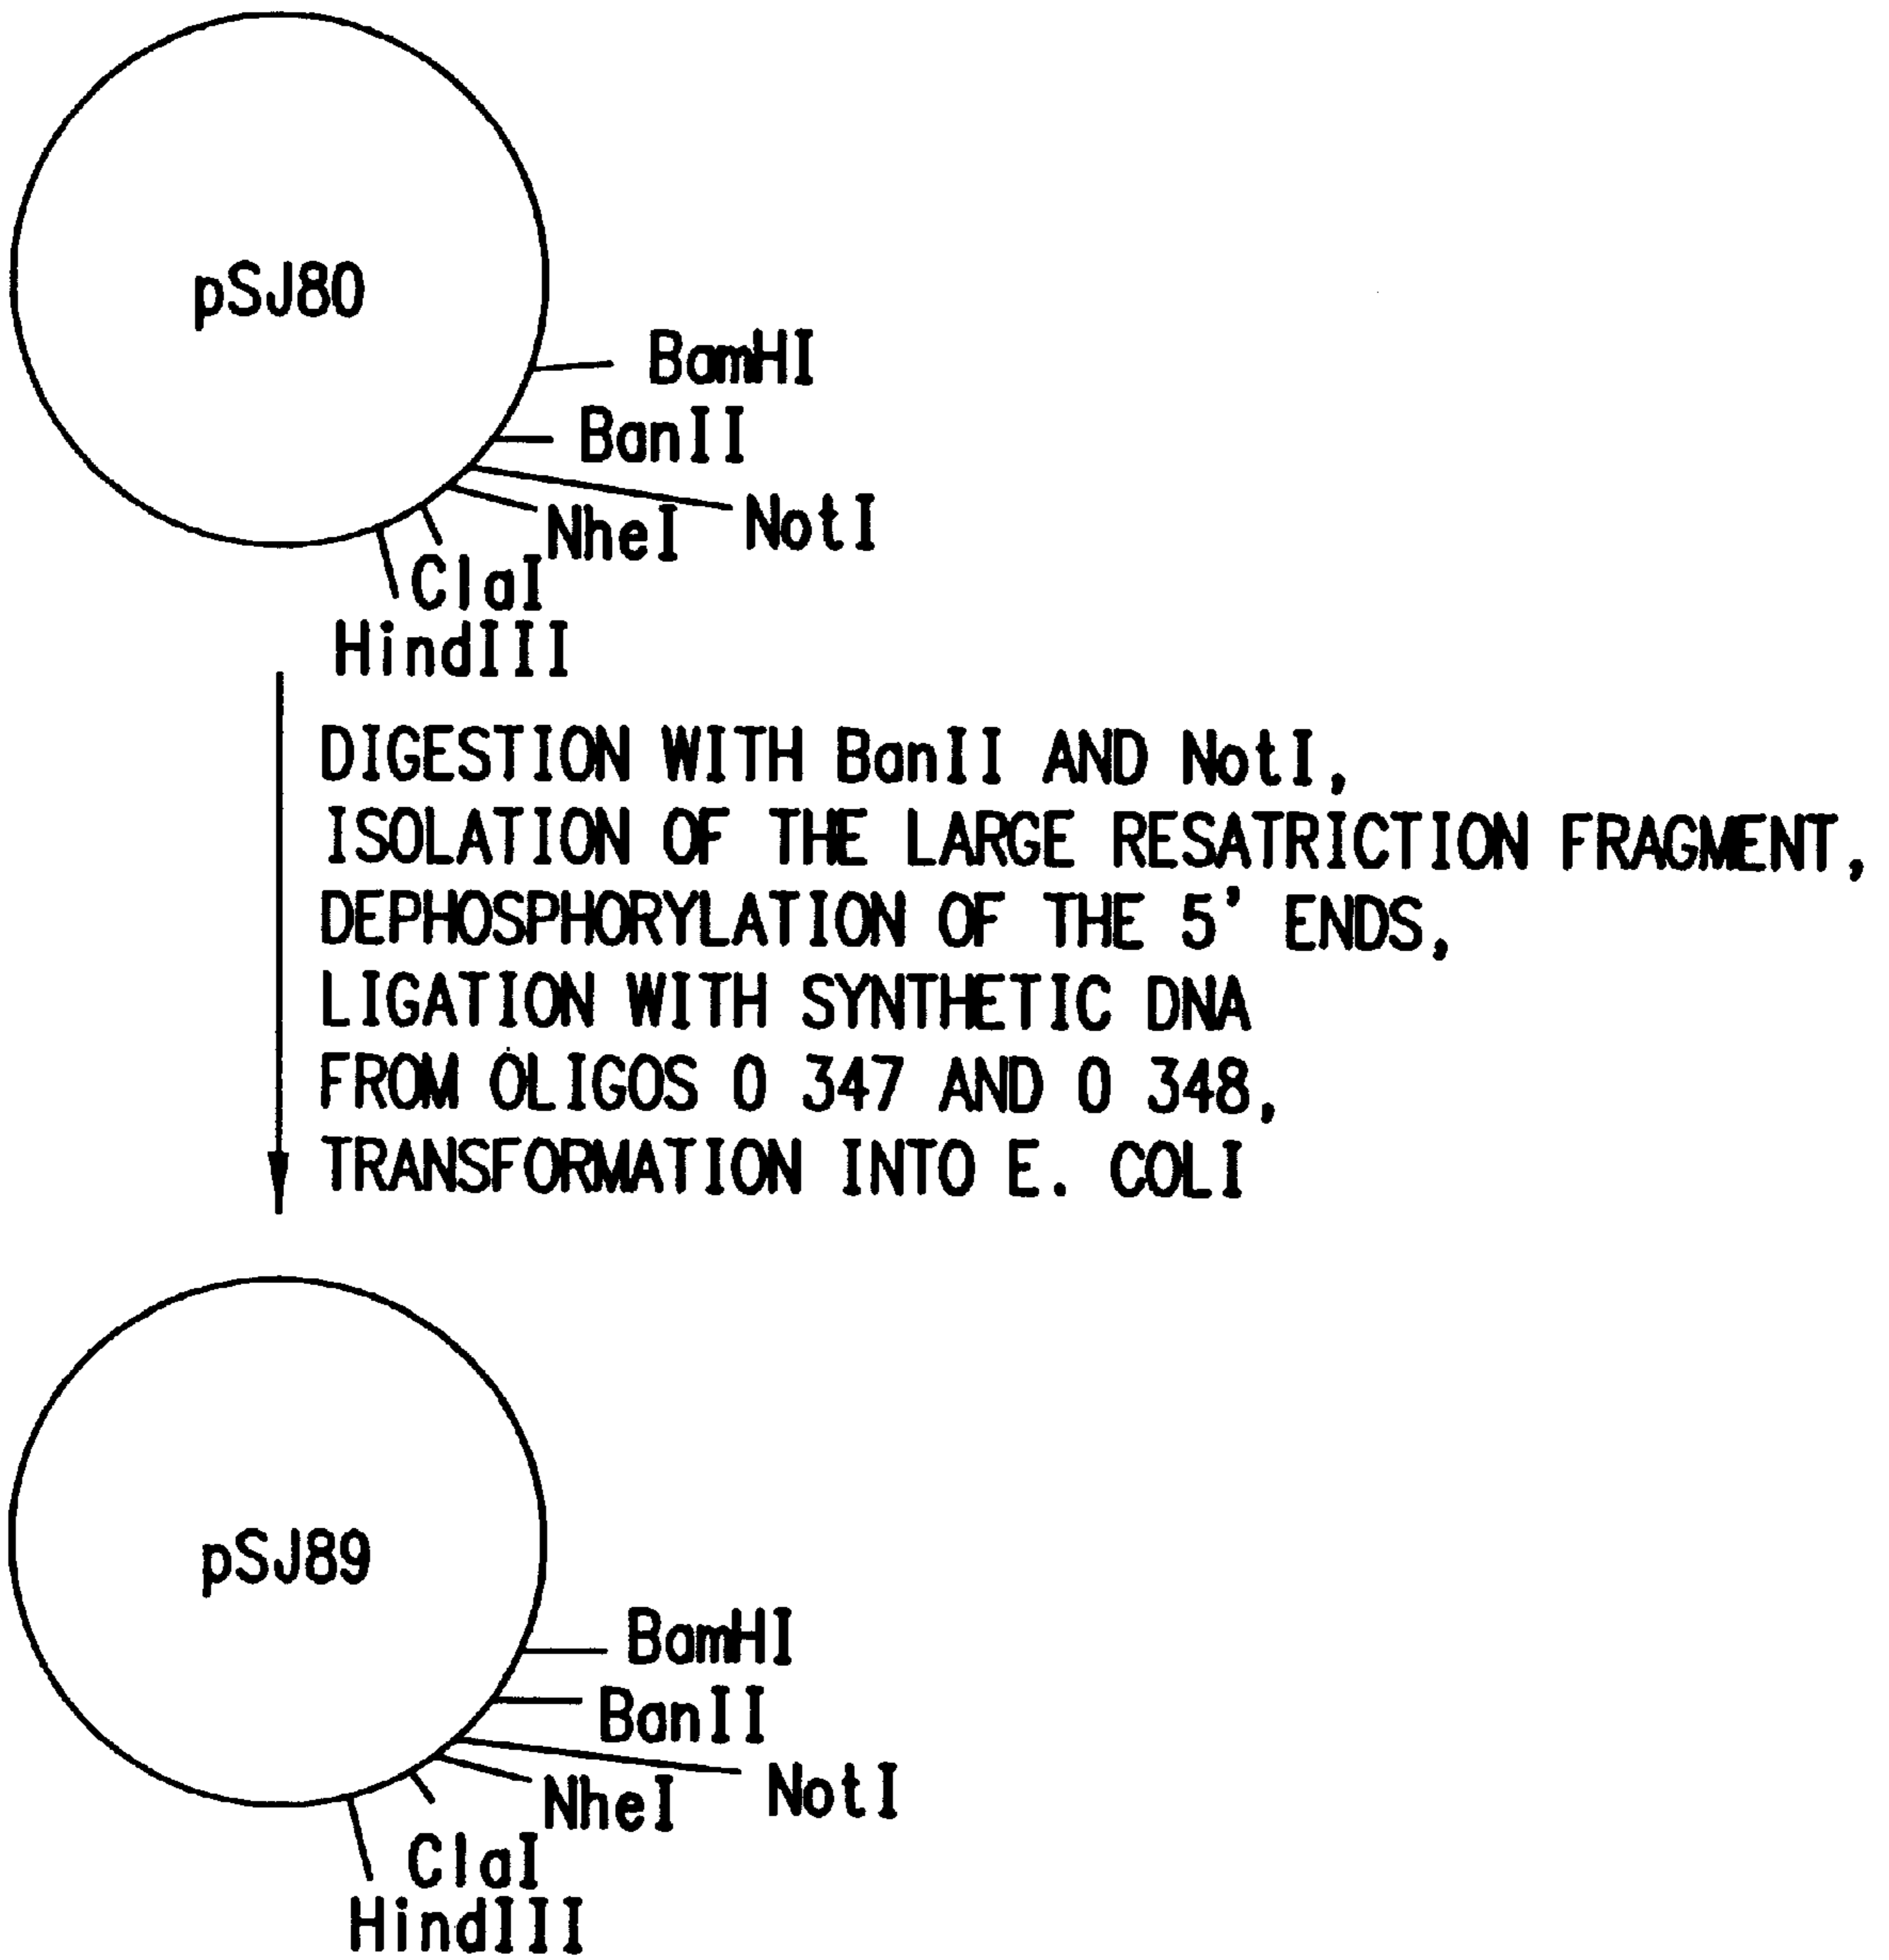 pSJ80
BamHI
BanII
NotI
NheI
ClaI
HindIII
DIGESTION WITH BanII AND NotI,
ISOLATION OF THE LARGE RESATRICTION FRAGMENT,
DEPHOSPHORYLATION OF THE 5' ENDS,
LIGATION WITH SYNTHETIC DNA
FROM OLIGOS O 347 AND O 348,
TRANSFORMATION INTO E. COLI
pSJ89
BamHI
BanII
NotI
NheI
ClaI
HindIII